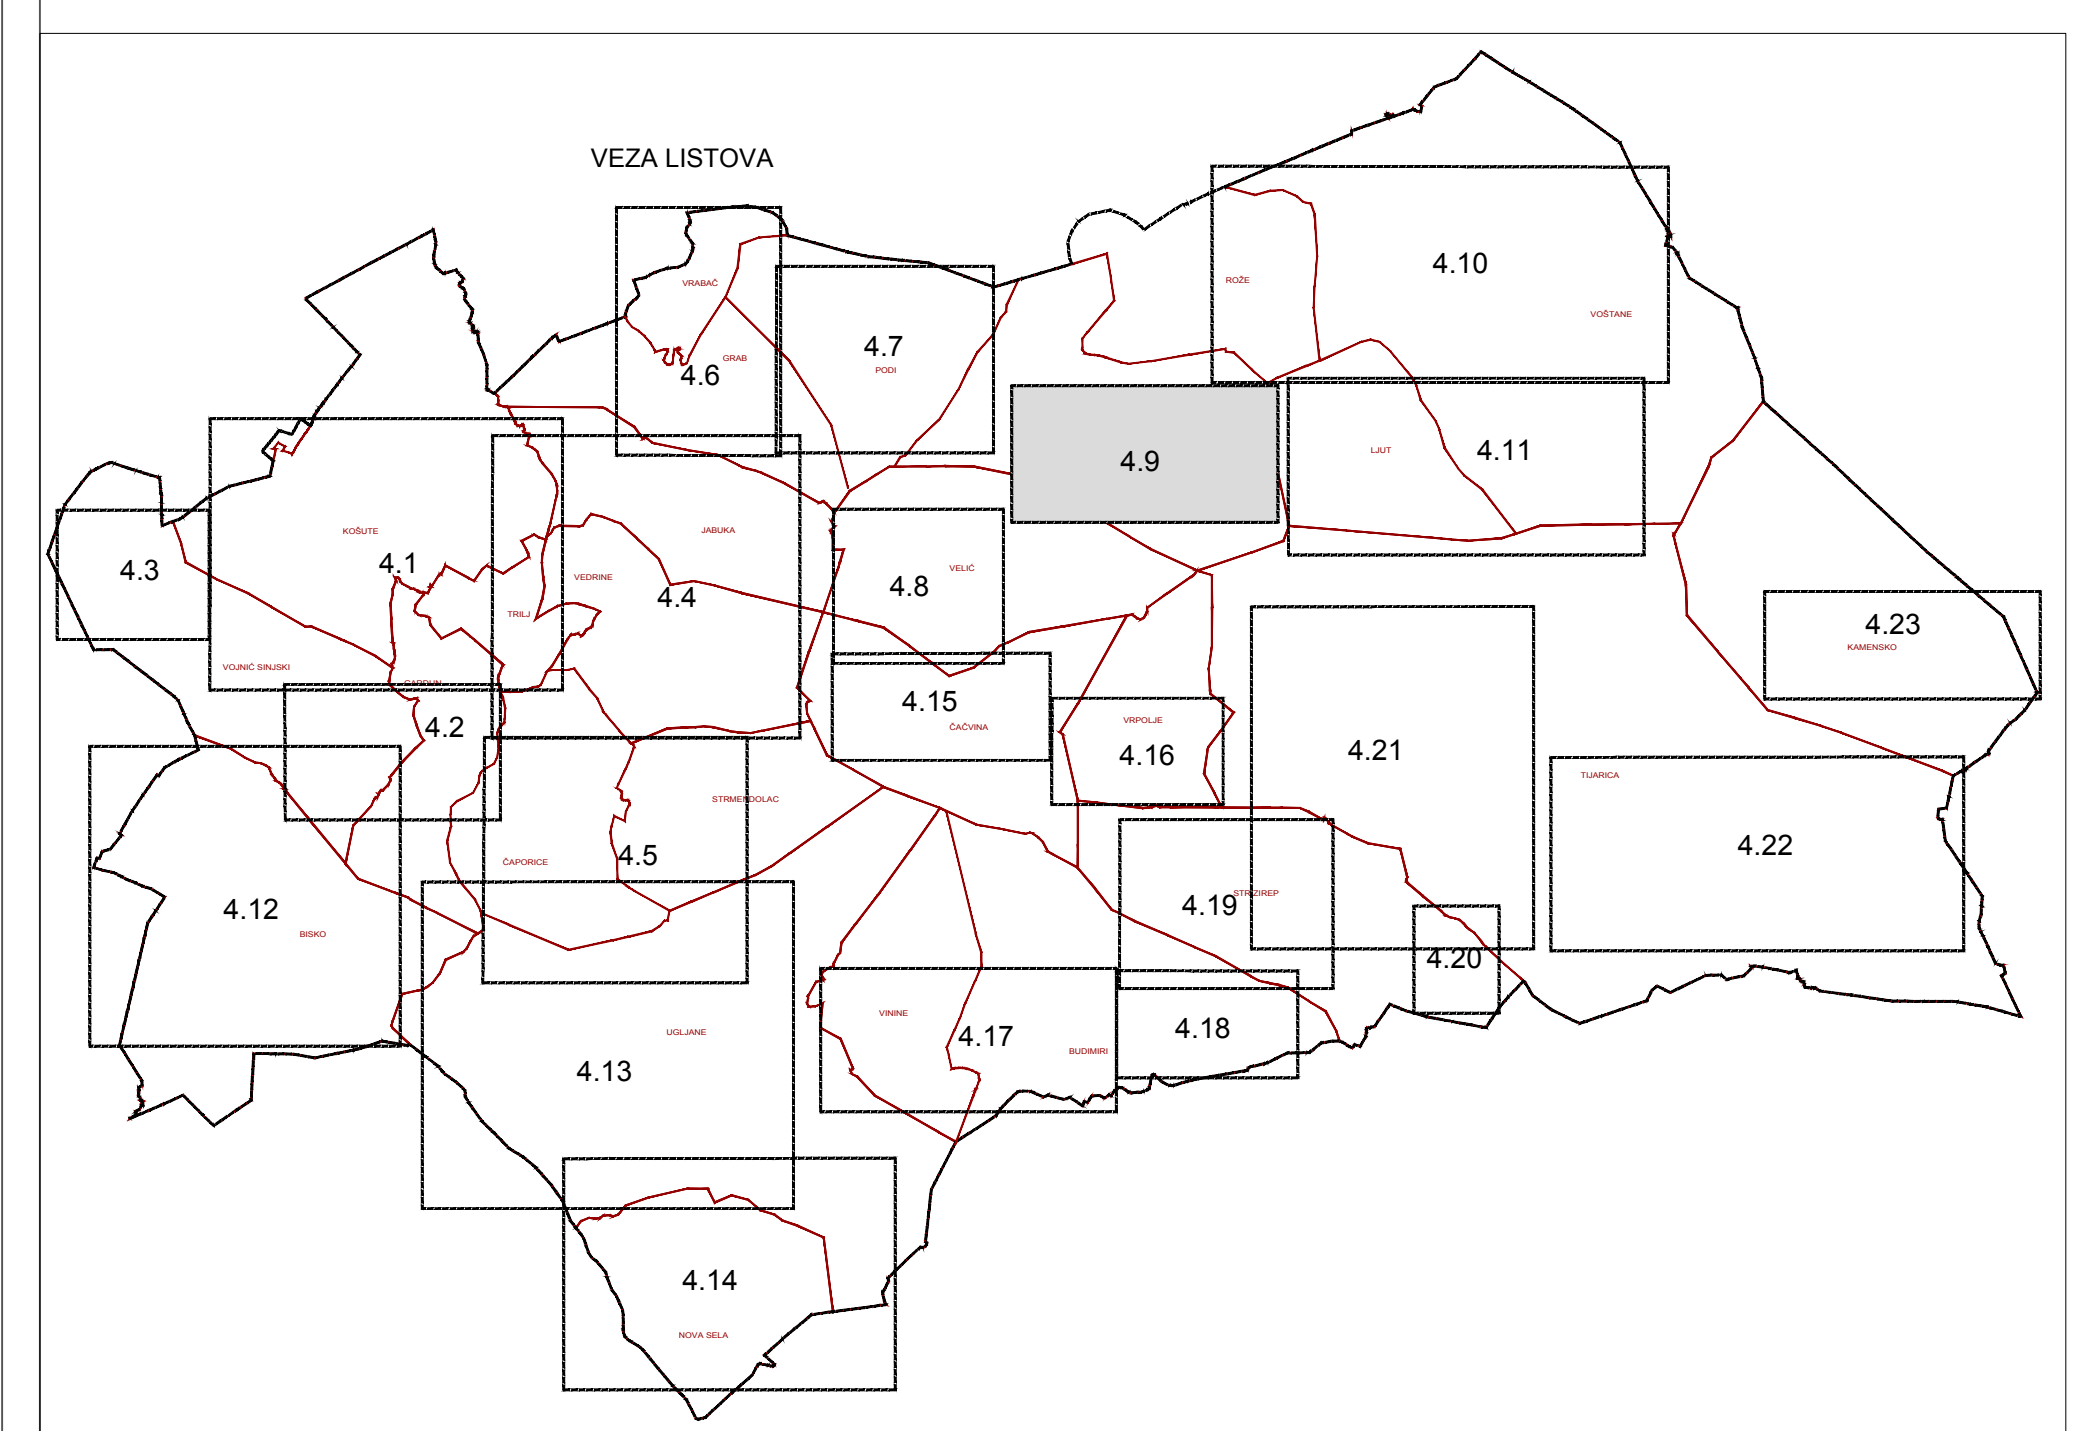 VEZA LISTOVA
4.10
ROŽE
VOŠTANE
VRABAČ
GRAB
4.6
4.7
PODI
4.9
LJUT
4.11
KOŠUTE
4.1
4.3
JABUKA
VEDRINE
4.4
TRILJ
VELIĆ
4.8
4.23
KAMENSKO
VOJNIĆ SINJSKI
GARDUN
4.2
4.15
ČAČVINA
VRPOLJE
4.16
4.21
TIJARICA
4.22
STRMENDOLAC
ČAPORICE
4.5
4.12
BISKO
STRIZIREP
4.19
4.20
VININE
4.17
BUDIMIRI
4.18
UGLJANE
4.13
4.14
NOVA SELA